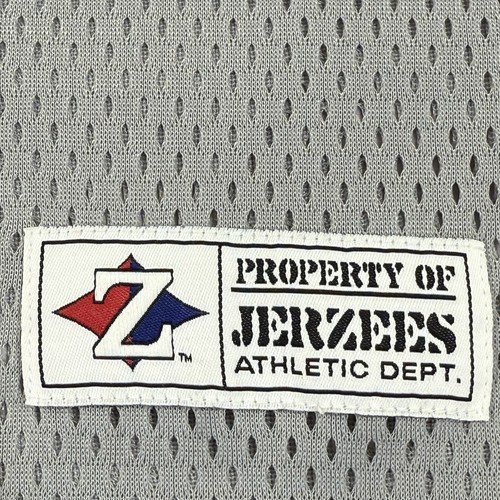 Z ™
PROPERTY OF
JERZEES
ATHLETIC DEPT.